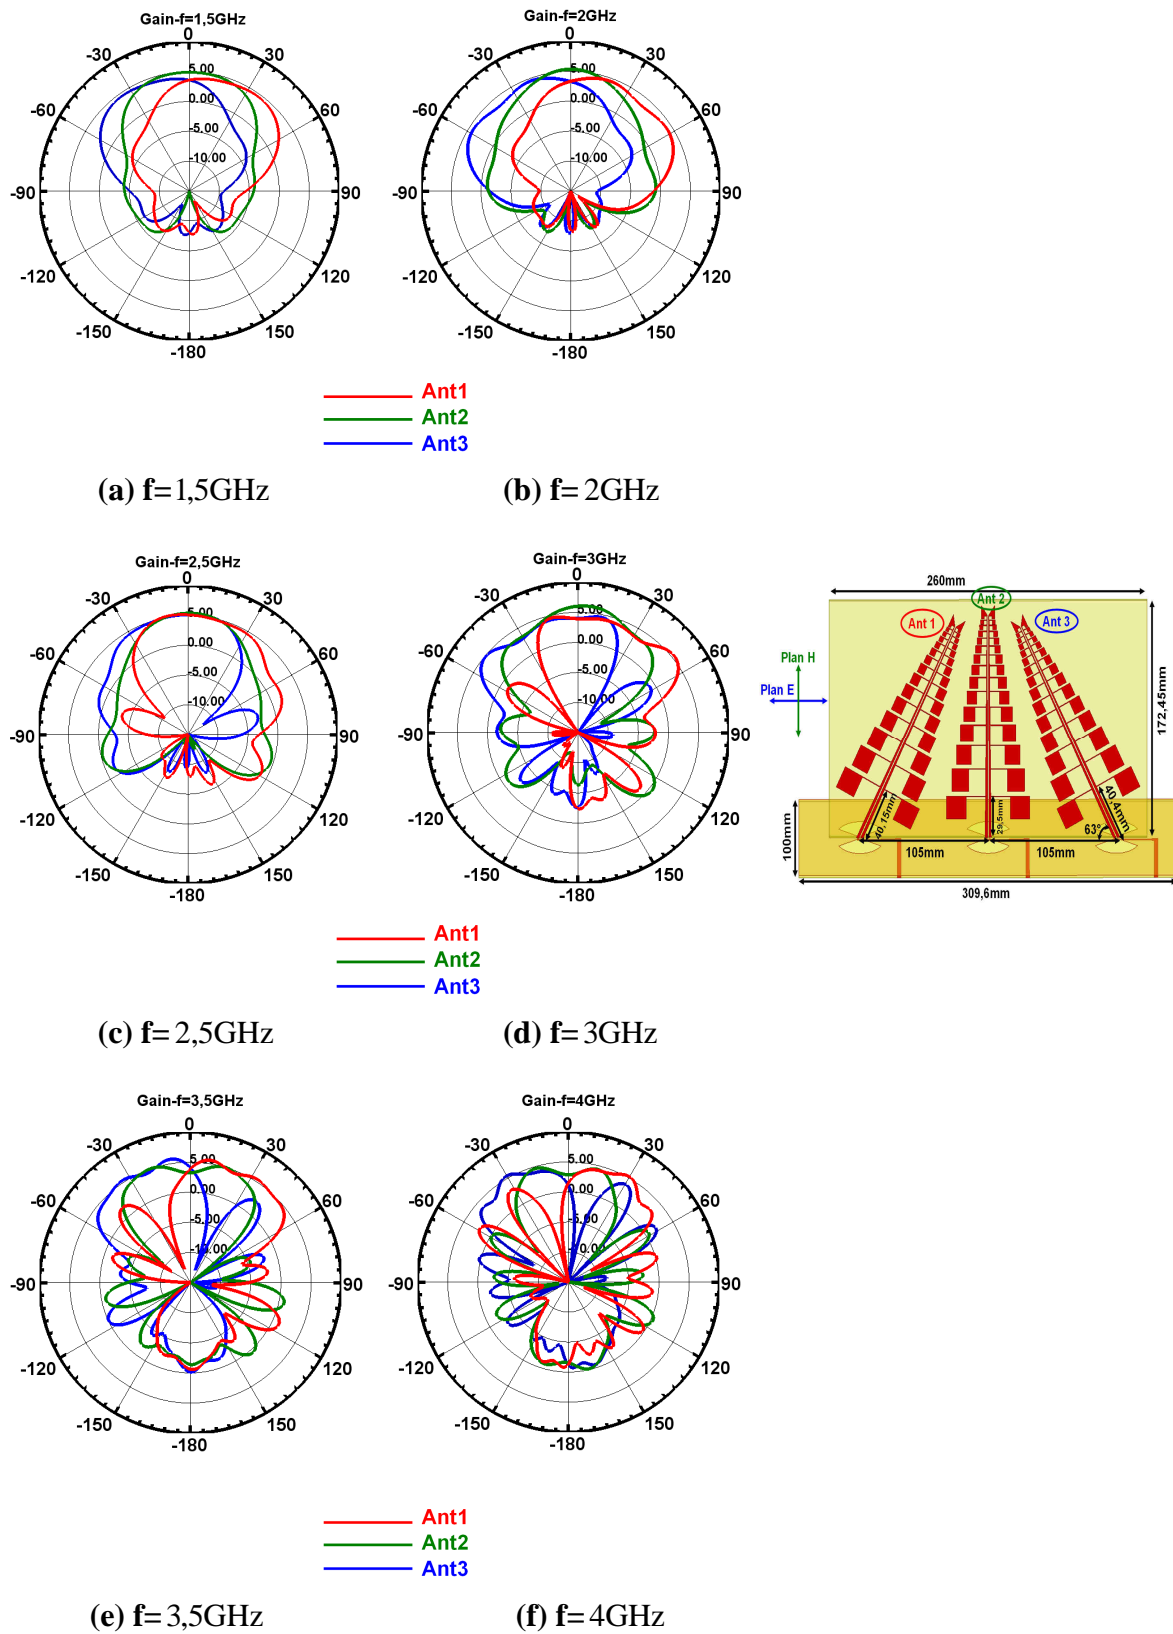 Gain-f=1,5GHz
0
-30
30
-60
60
-90
90
-120
120
-150
150
-180
5.00
0.00
-5.00
-10.00
Gain-f=2GHz
0
-30
30
-60
60
-90
90
-120
120
-150
150
-180
5.00
0.00
-5.00
-10.00
Ant1
Ant2
Ant3
(a) f=1,5GHz
(b) f=2GHz
Gain-f=2,5GHz
0
-30
30
-60
60
-90
90
-120
120
-150
150
-180
5.00
0.00
-5.00
-10.00
Gain-f=3GHz
0
-30
30
-60
60
-90
90
-120
120
-150
150
-180
5.00
0.00
-5.00
-10.00
260mm
Ant 1
Ant 2
Ant 3
Plan H
Plan E
172,45mm
40,15mm
29,5mm
40,4mm
63°
100mm
105mm
105mm
309,6mm
Ant1
Ant2
Ant3
(c) f=2,5GHz
(d) f=3GHz
Gain-f=3,5GHz
0
-30
30
-60
60
-90
90
-120
120
-150
150
-180
5.00
0.00
-5.00
-10.00
Gain-f=4GHz
0
-30
30
-60
60
-90
90
-120
120
-150
150
-180
5.00
0.00
-5.00
-10.00
Ant1
Ant2
Ant3
(e) f=3,5GHz
(f) f=4GHz